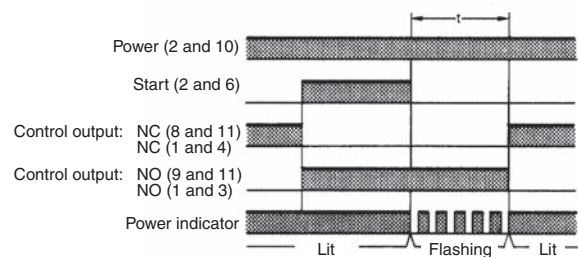 t
Power (2 and 10)
Start (2 and 6)
Control output: NC (8 and 11)
NC (1 and 4)
Control output: NO (9 and 11)
NO (1 and 3)
Power indicator
Lit Flashing Lit